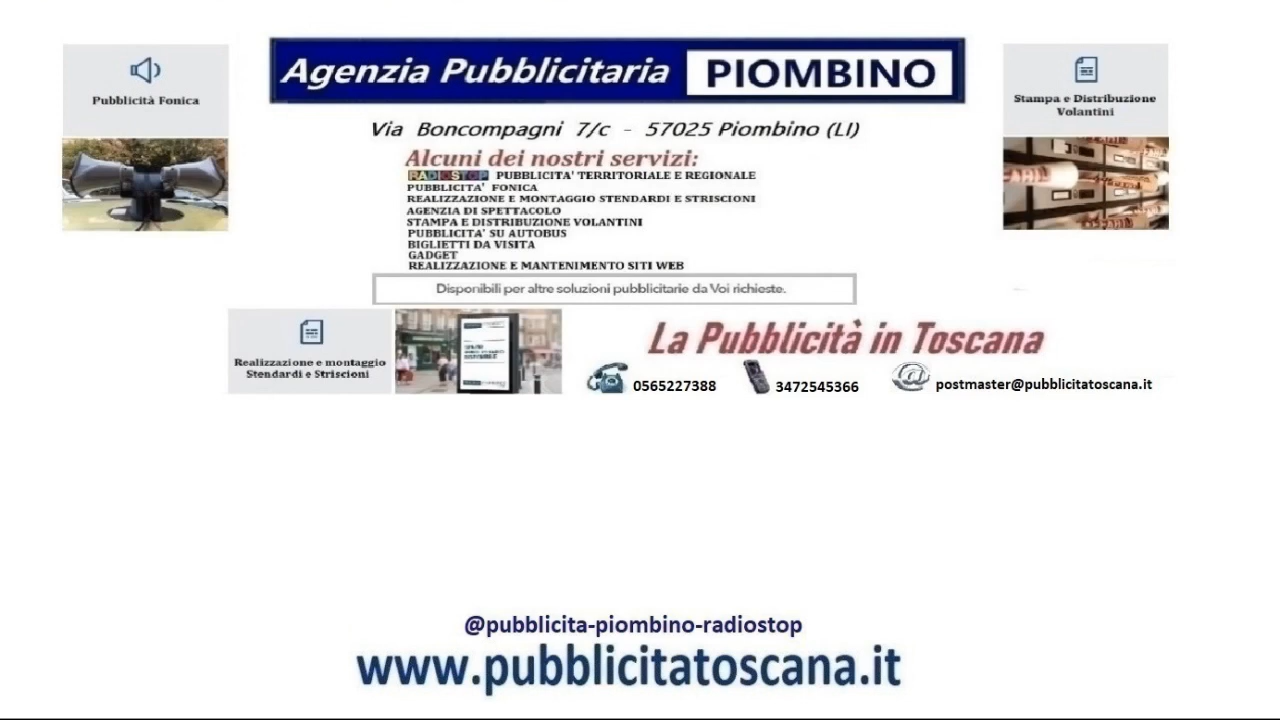 Agenzia Pubblicitaria PIOMBINO
Pubblicità Fonica
Stampa e Distribuzione
Volantini
Via Boncompagni 7/c - 57025 Piombino (LI)
Alcuni dei nostri servizi:
RADIOSTOP PUBBLICITA' TERRITORIALE E REGIONALE
PUBBLICITA' FONICA
REALIZZAZIONE E MONTAGGIO STENDARDI E STRISCIONI
AGENZIA DI SPETTACOLO
STAMPA E DISTRIBUZIONE VOLANTINI
PUBBLICITA' SU AUTOBUS
BIGLIETTI DA VISITA
GADGET
REALIZZAZIONE E MANTENIMENTO SITI WEB
Disponibili per altre soluzioni pubblicitarie da Voi richieste.
Realizzazione e montaggio
Stendardi e Striscioni
La Pubblicità in Toscana
0565227388
3472545366
postmaster@pubblicitatoscana.it
@pubblicita-piombino-radiostop
www.pubblicitatoscana.it